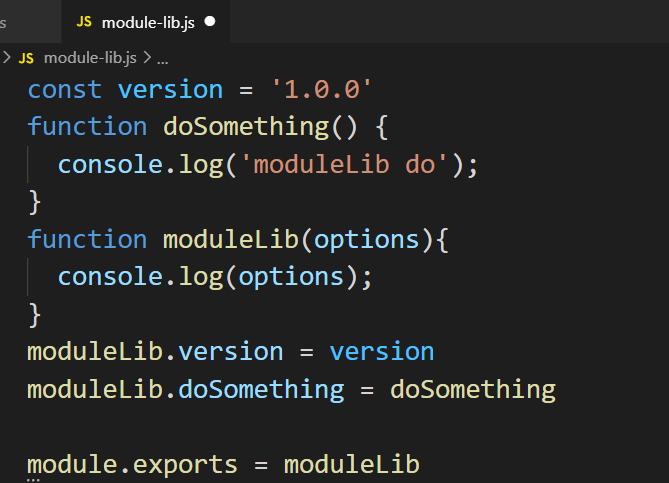 s
JS module-lib.js
JS module-lib.js > ...
const version = '1.0.0'
function doSomething() {
  console.log('moduleLib do');
}
function moduleLib(options){
  console.log(options);
}
moduleLib.version = version
moduleLib.doSomething = doSomething

module.exports = moduleLib